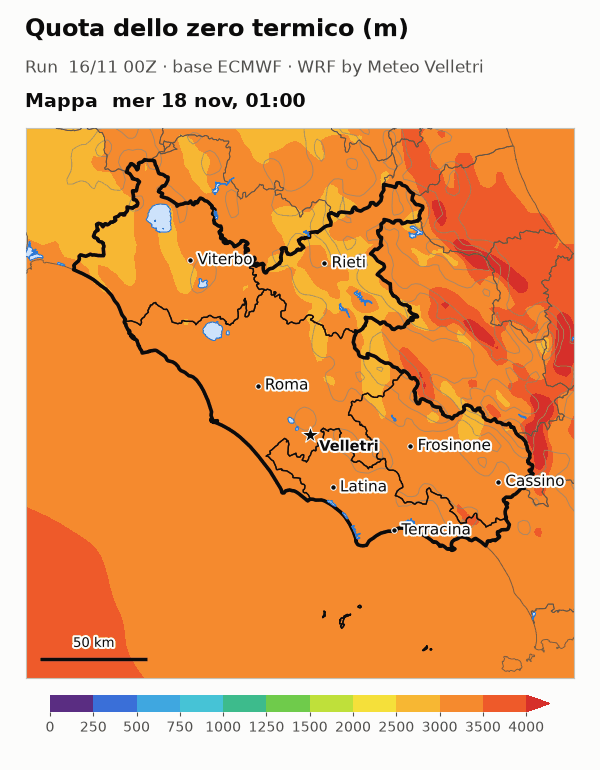 Quota dello zero termico (m)
Run  16/11 00Z · base ECMWF · WRF by Meteo Velletri
Mappa  mer 18 nov, 01:00
Viterbo
Rieti
Roma
Velletri
Frosinone
Latina
Cassino
Terracina
50 km
0 250 500 750 1000 1250 1500 2000 2500 3000 3500 4000